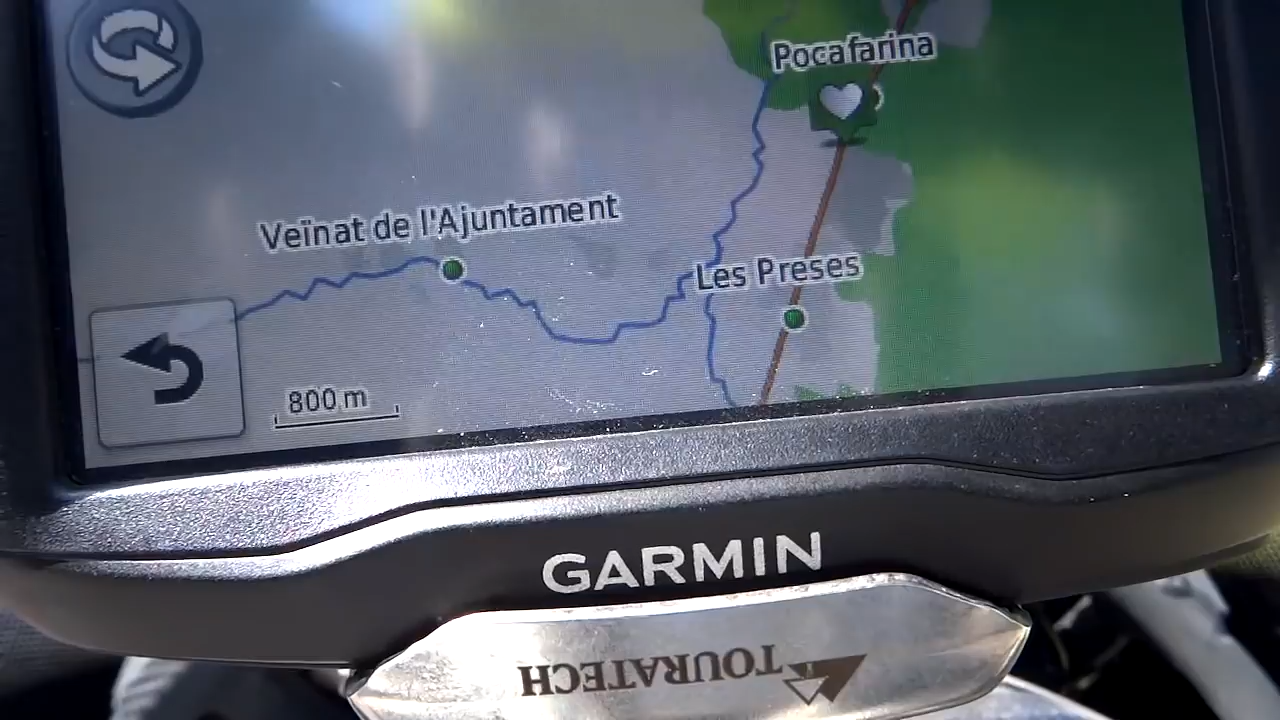 Pocafarina
Veïnat de l'Ajuntament
Les Preses
800 m
GARMIN
TOURATECH